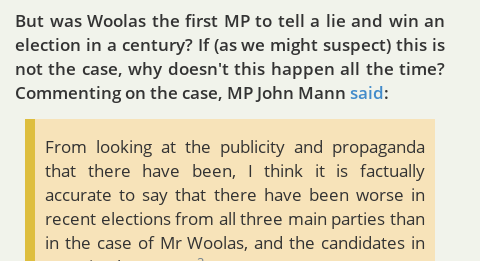 But was Woolas the first MP to tell a lie and win an
election in a century? If (as we might suspect) this is
not the case, why doesn't this happen all the time?
Commenting on the case, MP John Mann said:
From looking at the publicity and propaganda
that there have been, I think it is factually
accurate to say that there have been worse in
recent elections from all three main parties than
in the case of Mr Woolas, and the candidates in